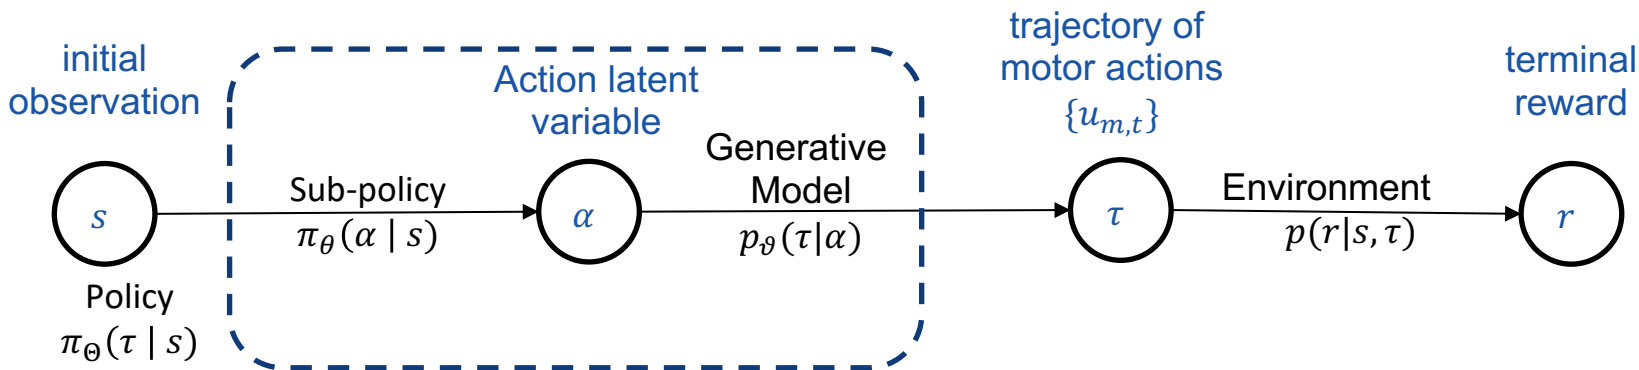 initial
observation
s
Policy
π_Θ(τ | s)
Sub-policy
π_θ(α | s)
Action latent
variable
α
Generative
Model
p_ϑ(τ|α)
trajectory of
motor actions
{u_{m,t}}
τ
Environment
p(r|s, τ)
terminal
reward
r